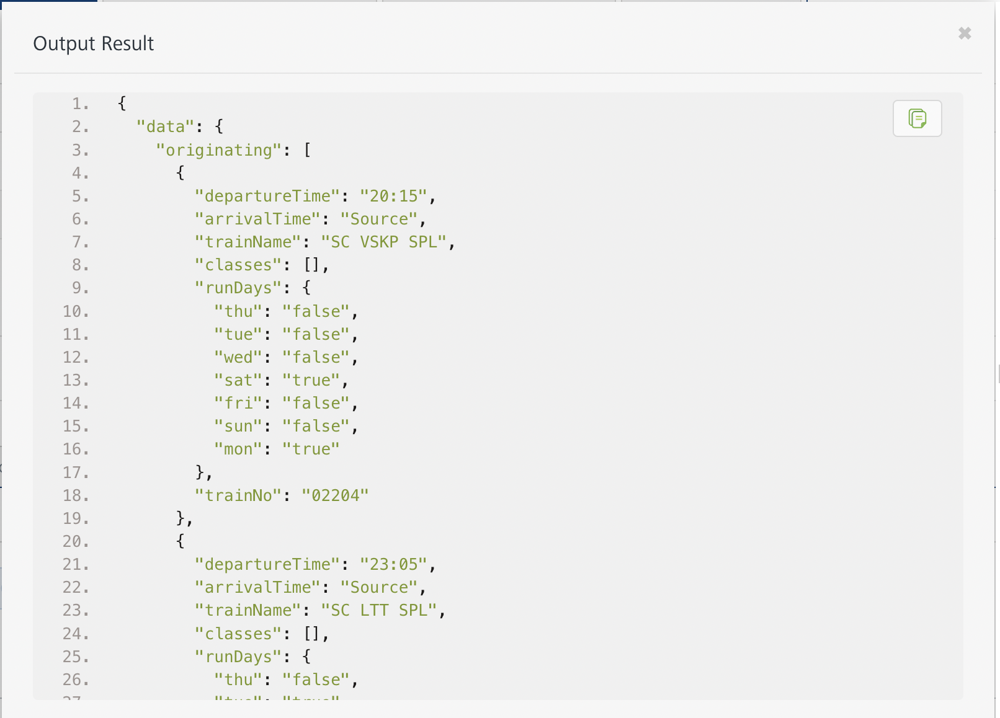 Output Result
1. {
2. "data": {
3. "originating": [
4. {
5. "departureTime": "20:15",
6. "arrivalTime": "Source",
7. "trainName": "SC VSKP SPL",
8. "classes": [],
9. "runDays": {
10. "thu": "false",
11. "tue": "false",
12. "wed": "false",
13. "sat": "true",
14. "fri": "false",
15. "sun": "false",
16. "mon": "true"
17. },
18. "trainNo": "02204"
19. },
20. {
21. "departureTime": "23:05",
22. "arrivalTime": "Source",
23. "trainName": "SC LTT SPL",
24. "classes": [],
25. "runDays": {
26. "thu": "false",